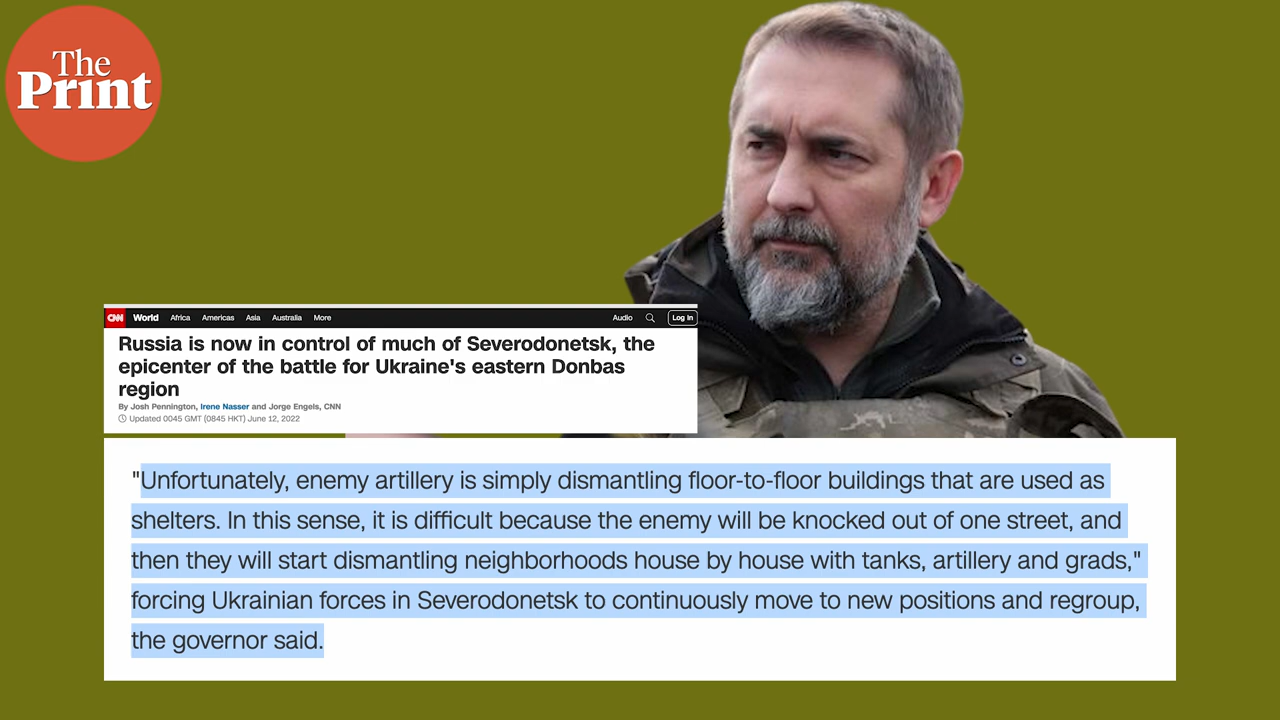 The
Print
CNN World Africa Americas Asia Australia More Audio Log In
Russia is now in control of much of Severodonetsk, the
epicenter of the battle for Ukraine's eastern Donbas
region
By Josh Pennington, Irene Nasser and Jorge Engels, CNN
Updated 0045 GMT (0845 HKT) June 12, 2022
"Unfortunately, enemy artillery is simply dismantling floor-to-floor buildings that are used as
shelters. In this sense, it is difficult because the enemy will be knocked out of one street, and
then they will start dismantling neighborhoods house by house with tanks, artillery and grads,"
forcing Ukrainian forces in Severodonetsk to continuously move to new positions and regroup,
the governor said.